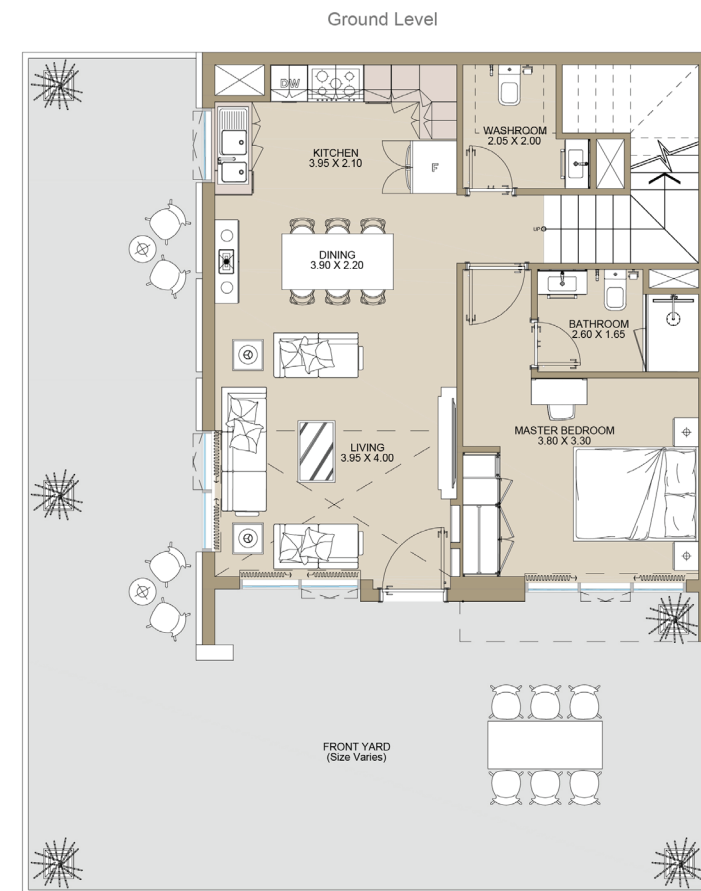 Ground Level
DW
WASHROOM
2.05 X 2.00
KITCHEN
3.95 X 2.10
F
UP
DINING
3.90 X 2.20
BATHROOM
2.60 X 1.65
MASTER BEDROOM
3.80 X 3.30
LIVING
3.95 X 4.00
FRONT YARD
(Size Varies)